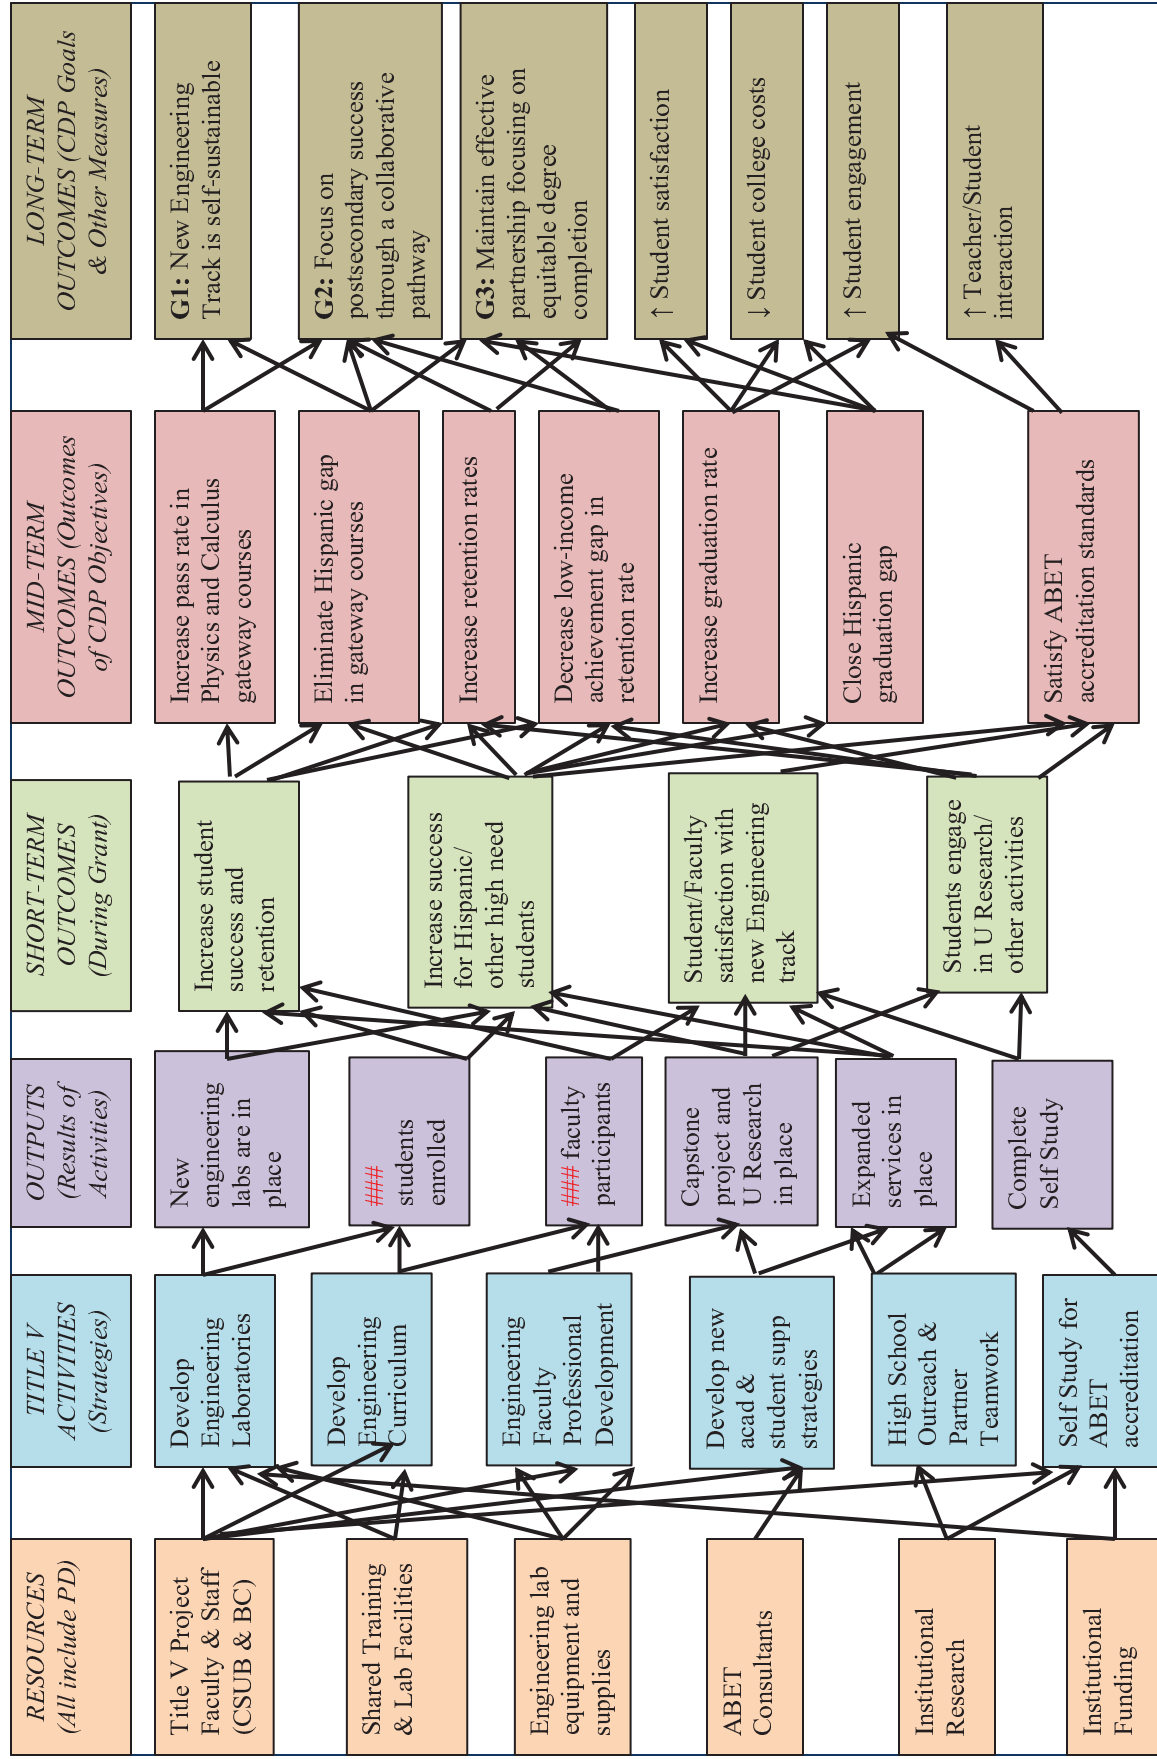 RESOURCES
(All include PD)
Title V Project
Faculty & Staff
(CSUB & BC)
Shared Training
& Lab Facilities
Engineering lab
equipment and
supplies
ABET
Consultants
Institutional
Research
Institutional
Funding
TITLE V
ACTIVITIES
(Strategies)
Develop
Engineering
Laboratories
Develop
Engineering
Curriculum
Engineering
Faculty
Professional
Development
Develop new
acad &
student supp
strategies
High School
Outreach &
Partner
Teamwork
Self Study for
ABET
accreditation
OUTPUTS
(Results of
Activities)
New
engineering
labs are in
place
###
students
enrolled
### faculty
participants
Capstone
project and
U Research
in place
Expanded
services in
place
Complete
Self Study
SHORT-TERM
OUTCOMES
(During Grant)
Increase student
success and
retention
Increase success
for Hispanic/
other high need
students
Student/Faculty
satisfaction with
new Engineering
track
Students engage
in U Research/
other activities
MID-TERM
OUTCOMES (Outcomes
of CDP Objectives)
Increase pass rate in
Physics and Calculus
gateway courses
Eliminate Hispanic gap
in gateway courses
Increase retention rates
Decrease low-income
achievement gap in
retention rate
Increase graduation rate
Close Hispanic
graduation gap
Satisfy ABET
accreditation standards
LONG-TERM
OUTCOMES (CDP Goals
& Other Measures)
G1: New Engineering
Track is self-sustainable
G2: Focus on
postsecondary success
through a collaborative
pathway
G3: Maintain effective
partnership focusing on
equitable degree
completion
↑ Student satisfaction
↓ Student college costs
↑ Student engagement
↑ Teacher/Student
interaction